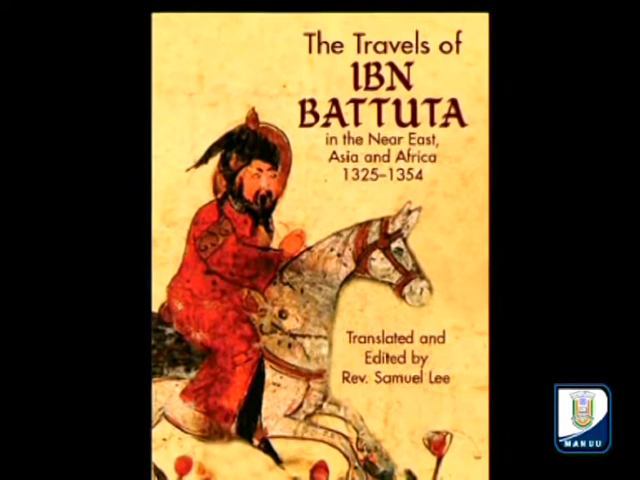 The Travels of
IBN
BATTUTA
in the Near East,
Asia and Africa
1325–1354
Translated and
Edited by
Rev. Samuel Lee
MANUU